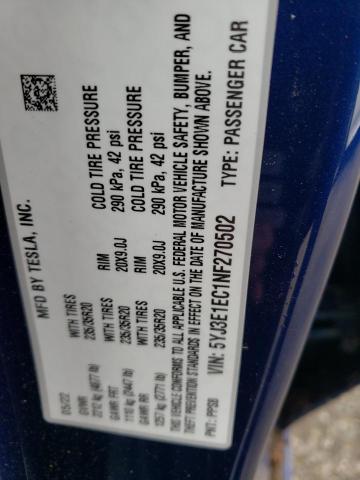 MFD BY TESLA, INC.
05/22
GVWR
2212 kg (4877 lb) WITH TIRES 235/35R20 RIM 20X9.0J COLD TIRE PRESSURE 290 kPa, 42 psi
GAWR FRT
1110 kg (2447 lb) WITH TIRES 235/35R20 RIM 20X9.0J COLD TIRE PRESSURE 290 kPa, 42 psi
GAWR RR
1257 kg (2771 lb)
THIS VEHICLE CONFORMS TO ALL APPLICABLE U.S. FEDERAL MOTOR VEHICLE SAFETY, BUMPER, AND
THEFT PREVENTION STANDARDS IN EFFECT ON THE DATE OF MANUFACTURE SHOWN ABOVE.
VIN: 5YJ3E1EC1NF270502 TYPE: PASSENGER CAR
PNT: PPSB